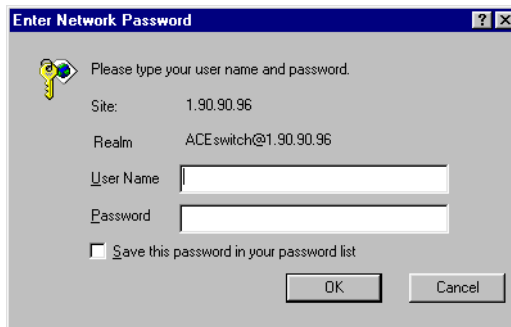 Enter Network Password
Please type your user name and password.
Site: 1.90.90.96
Realm ACEswitch@1.90.90.96
User Name
Password
Save this password in your password list
OK Cancel